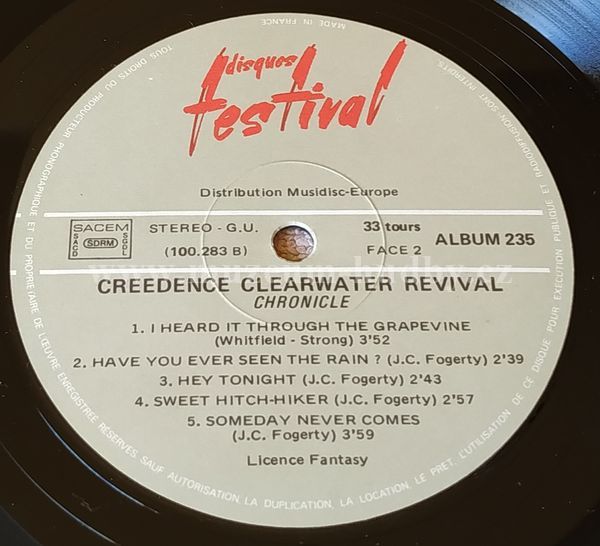 MADE IN FRANCE
disques
festival
Distribution Musidisc-Europe
SACEM
SACD
SDRM
SGDL
STEREO - G.U.
(100.283 B)
33 tours
FACE 2
ALBUM 235
CREEDENCE CLEARWATER REVIVAL
CHRONICLE
1. I HEARD IT THROUGH THE GRAPEVINE
(Whitfield - Strong) 3'52
2. HAVE YOU EVER SEEN THE RAIN ? (J.C. Fogerty) 2'39
3. HEY TONIGHT (J.C. Fogerty) 2'43
4. SWEET HITCH-HIKER (J.C. Fogerty) 2'57
5. SOMEDAY NEVER COMES
(J.C. Fogerty) 3'59
Licence Fantasy
TOUS DROITS DU PRODUCTEUR PHONOGRAPHIQUE ET DU PROPRIETAIRE DE L'ŒUVRE ENREGISTREE RESERVES. SAUF AUTORISATION, LA DUPLICATION, LA LOCATION, LE PRET, L'UTILISATION DE CE DISQUE POUR EXECUTION PUBLIQUE ET RADIODIFFUSION SONT INTERDITS.